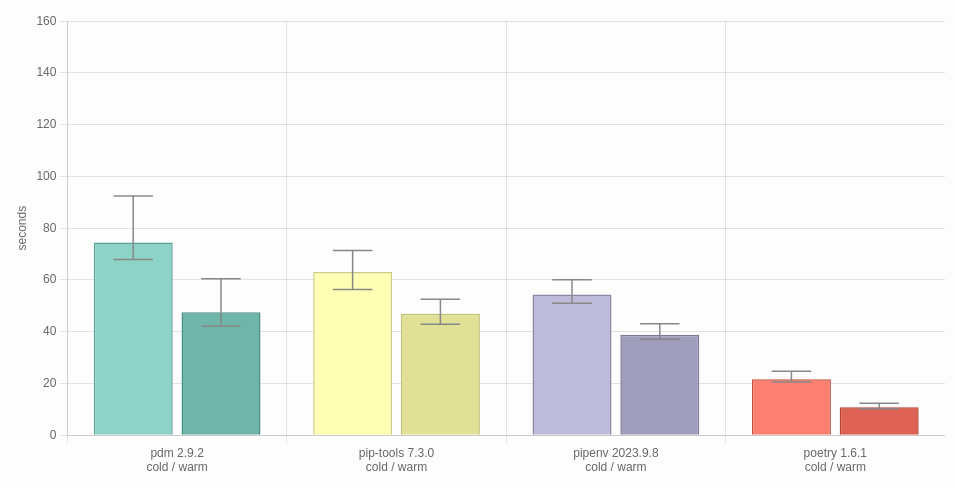 160
140
120
100
80
60
40
20
0
seconds
pdm 2.9.2
cold / warm
pip-tools 7.3.0
cold / warm
pipenv 2023.9.8
cold / warm
poetry 1.6.1
cold / warm